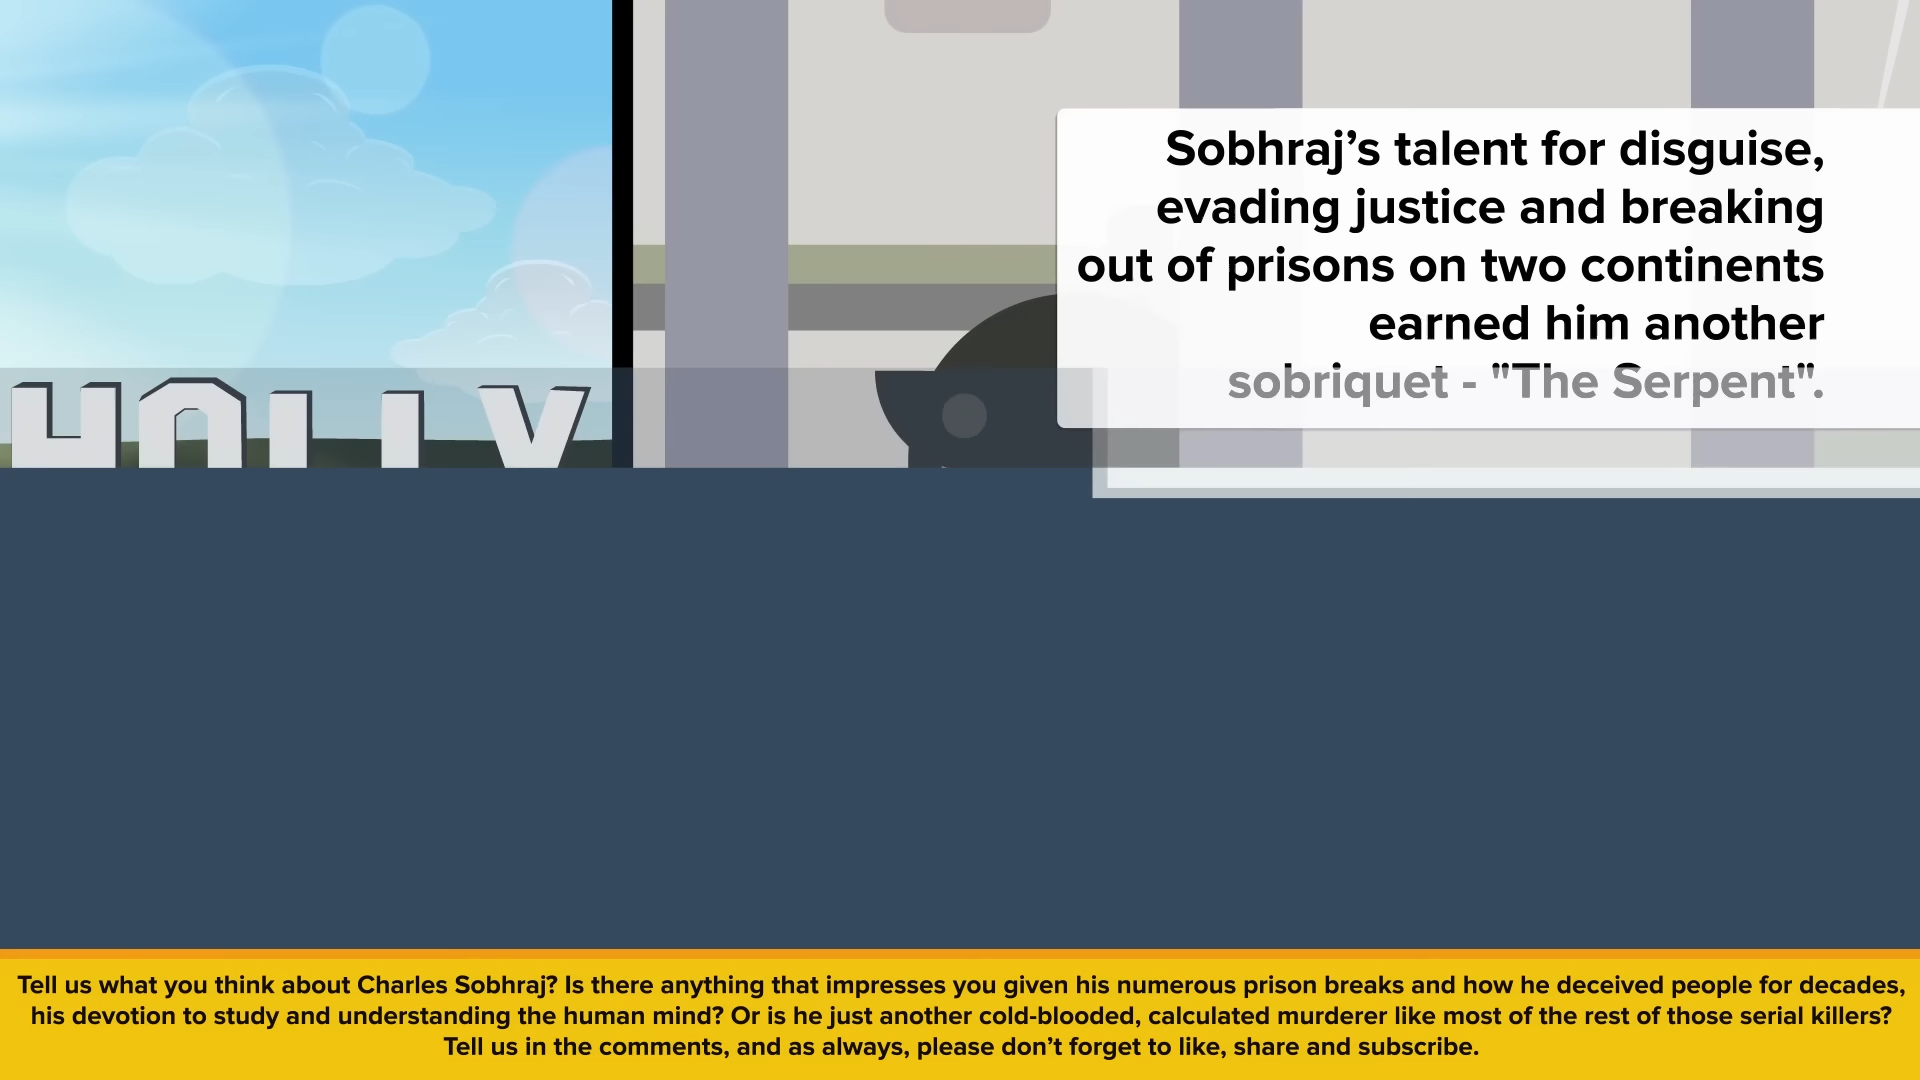 HOLLY
Sobhraj’s talent for disguise,
evading justice and breaking
out of prisons on two continents
earned him another
sobriquet - "The Serpent".
Tell us what you think about Charles Sobhraj? Is there anything that impresses you given his numerous prison breaks and how he deceived people for decades,
his devotion to study and understanding the human mind? Or is he just another cold-blooded, calculated murderer like most of the rest of those serial killers?
Tell us in the comments, and as always, please don’t forget to like, share and subscribe.